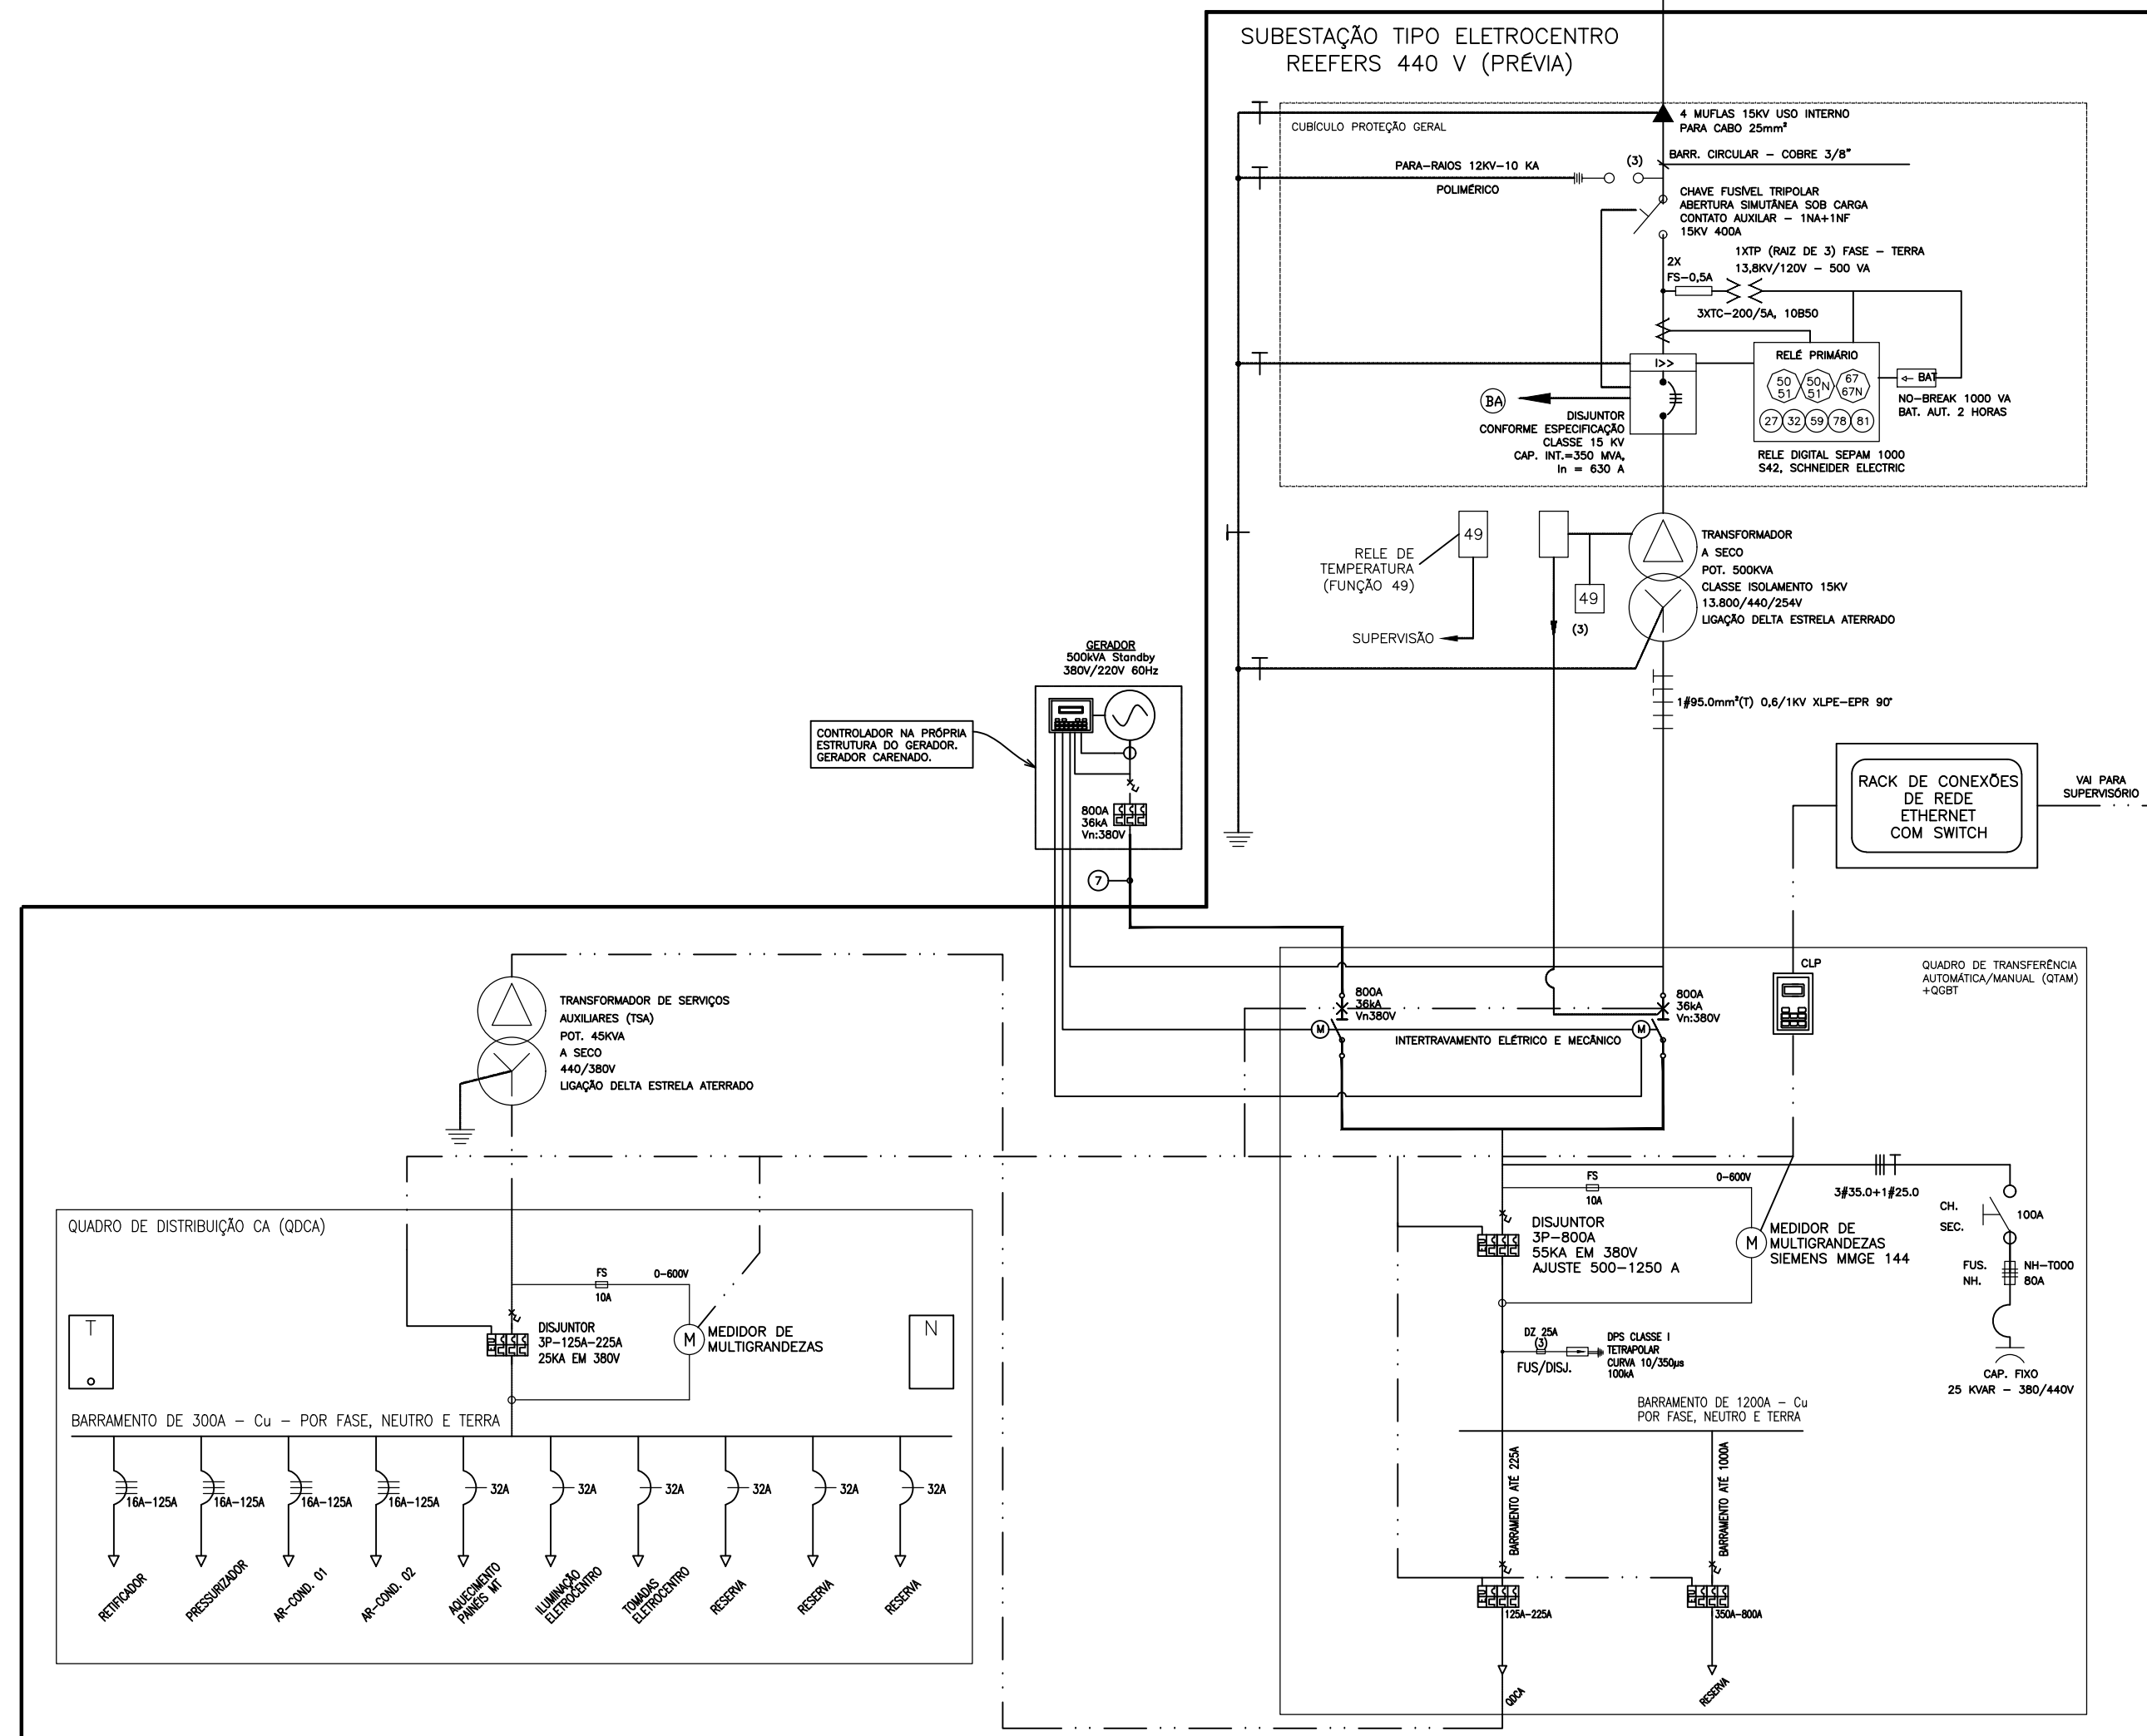 SUBESTAÇÃO TIPO ELETROCENTRO
REEFERS 440 V (PRÉVIA)
CUBÍCULO PROTEÇÃO GERAL
4 MUFLAS 15KV USO INTERNO
PARA CABO 25mm²
BARR. CIRCULAR – COBRE 3/8"
(3)
PARA-RAIOS 12KV-10 KA
POLIMÉRICO
CHAVE FUSÍVEL TRIPOLAR
ABERTURA SIMUTÂNEA SOB CARGA
CONTATO AUXILAR – 1NA+1NF
15KV 400A
1XTP (RAIZ DE 3) FASE – TERRA
13,8KV/120V – 500 VA
2X
FS-0,5A
3XTC-200/5A, 10B50
I>>
RELÉ PRIMÁRIO
50
51
50
51 N
67
67N
27
32
59
78
81
BAT
NO-BREAK 1000 VA
BAT. AUT. 2 HORAS
RELE DIGITAL SEPAM 1000
S42, SCHNEIDER ELECTRIC
BA
DISJUNTOR
CONFORME ESPECIFICAÇÃO
CLASSE 15 KV
CAP. INT.=350 MVA,
In = 630 A
49
RELE DE
TEMPERATURA
(FUNÇÃO 49)
SUPERVISÃO
49
(3)
TRANSFORMADOR
A SECO
POT. 500KVA
CLASSE ISOLAMENTO 15KV
13.800/440/254V
LIGAÇÃO DELTA ESTRELA ATERRADO
1#95.0mm²(T) 0,6/1KV XLPE-EPR 90°
GERADOR
500kVA Standby
380V/220V 60Hz
CONTROLADOR NA PRÓPRIA
ESTRUTURA DO GERADOR.
GERADOR CARENADO.
800A
36kA
Vn:380V
7
RACK DE CONEXÕES
DE REDE
ETHERNET
COM SWITCH
VAI PARA
SUPERVISÓRIO
CLP
QUADRO DE TRANSFERÊNCIA
AUTOMÁTICA/MANUAL (QTAM)
+QGBT
800A
36kA
Vn380V
800A
36kA
Vn:380V
M
M
INTERTRAVAMENTO ELÉTRICO E MECÂNICO
TRANSFORMADOR DE SERVIÇOS
AUXILIARES (TSA)
POT. 45KVA
A SECO
440/380V
LIGAÇÃO DELTA ESTRELA ATERRADO
FS
10A
0-600V
DISJUNTOR
3P-800A
55KA EM 380V
AJUSTE 500-1250 A
M
MEDIDOR DE
MULTIGRANDEZAS
SIEMENS MMGE 144
3#35.0+1#25.0
CH.
SEC.
100A
FUS.
NH.
NH-T000
80A
CAP. FIXO
25 KVAR – 380/440V
DZ 25A
(3)
FUS/DISJ.
DPS CLASSE I
TETRAPOLAR
CURVA 10/350µs
100kA
BARRAMENTO DE 1200A – Cu
POR FASE, NEUTRO E TERRA
BARRAMENTO ATÉ 225A
BARRAMENTO ATÉ 1000A
125A-225A
350A-800A
QDCA
RESERVA
QUADRO DE DISTRIBUIÇÃO CA (QDCA)
T
N
FS
10A
0-600V
DISJUNTOR
3P-125A-225A
25KA EM 380V
M
MEDIDOR DE
MULTIGRANDEZAS
BARRAMENTO DE 300A – Cu – POR FASE, NEUTRO E TERRA
16A-125A
16A-125A
16A-125A
16A-125A
32A
32A
32A
32A
32A
32A
RETIFICADOR
PRESSURIZADOR
AR-COND. 01
AR-COND. 02
AQUECIMENTO
PAINÉIS MT
ILUMINAÇÃO
ELETROCENTRO
TOMADAS
ELETROCENTRO
RESERVA
RESERVA
RESERVA